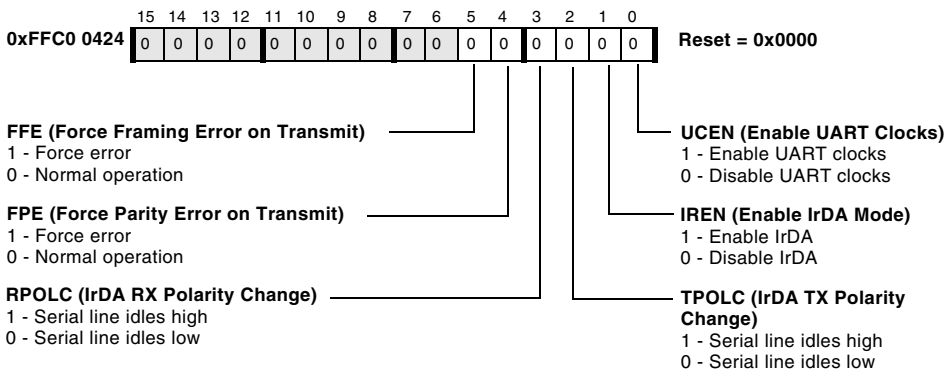 15 14 13 12 11 10 9 8 7 6 5 4 3 2 1 0
0xFFC0 0424 0 0 0 0 0 0 0 0 0 0 0 0 0 0 0 0 Reset = 0x0000
FFE (Force Framing Error on Transmit)
1 - Force error
0 - Normal operation
FPE (Force Parity Error on Transmit)
1 - Force error
0 - Normal operation
RPOLC (IrDA RX Polarity Change)
1 - Serial line idles high
0 - Serial line idles low
UCEN (Enable UART Clocks)
1 - Enable UART clocks
0 - Disable UART clocks
IREN (Enable IrDA Mode)
1 - Enable IrDA
0 - Disable IrDA
TPOLC (IrDA TX Polarity
Change)
1 - Serial line idles high
0 - Serial line idles low